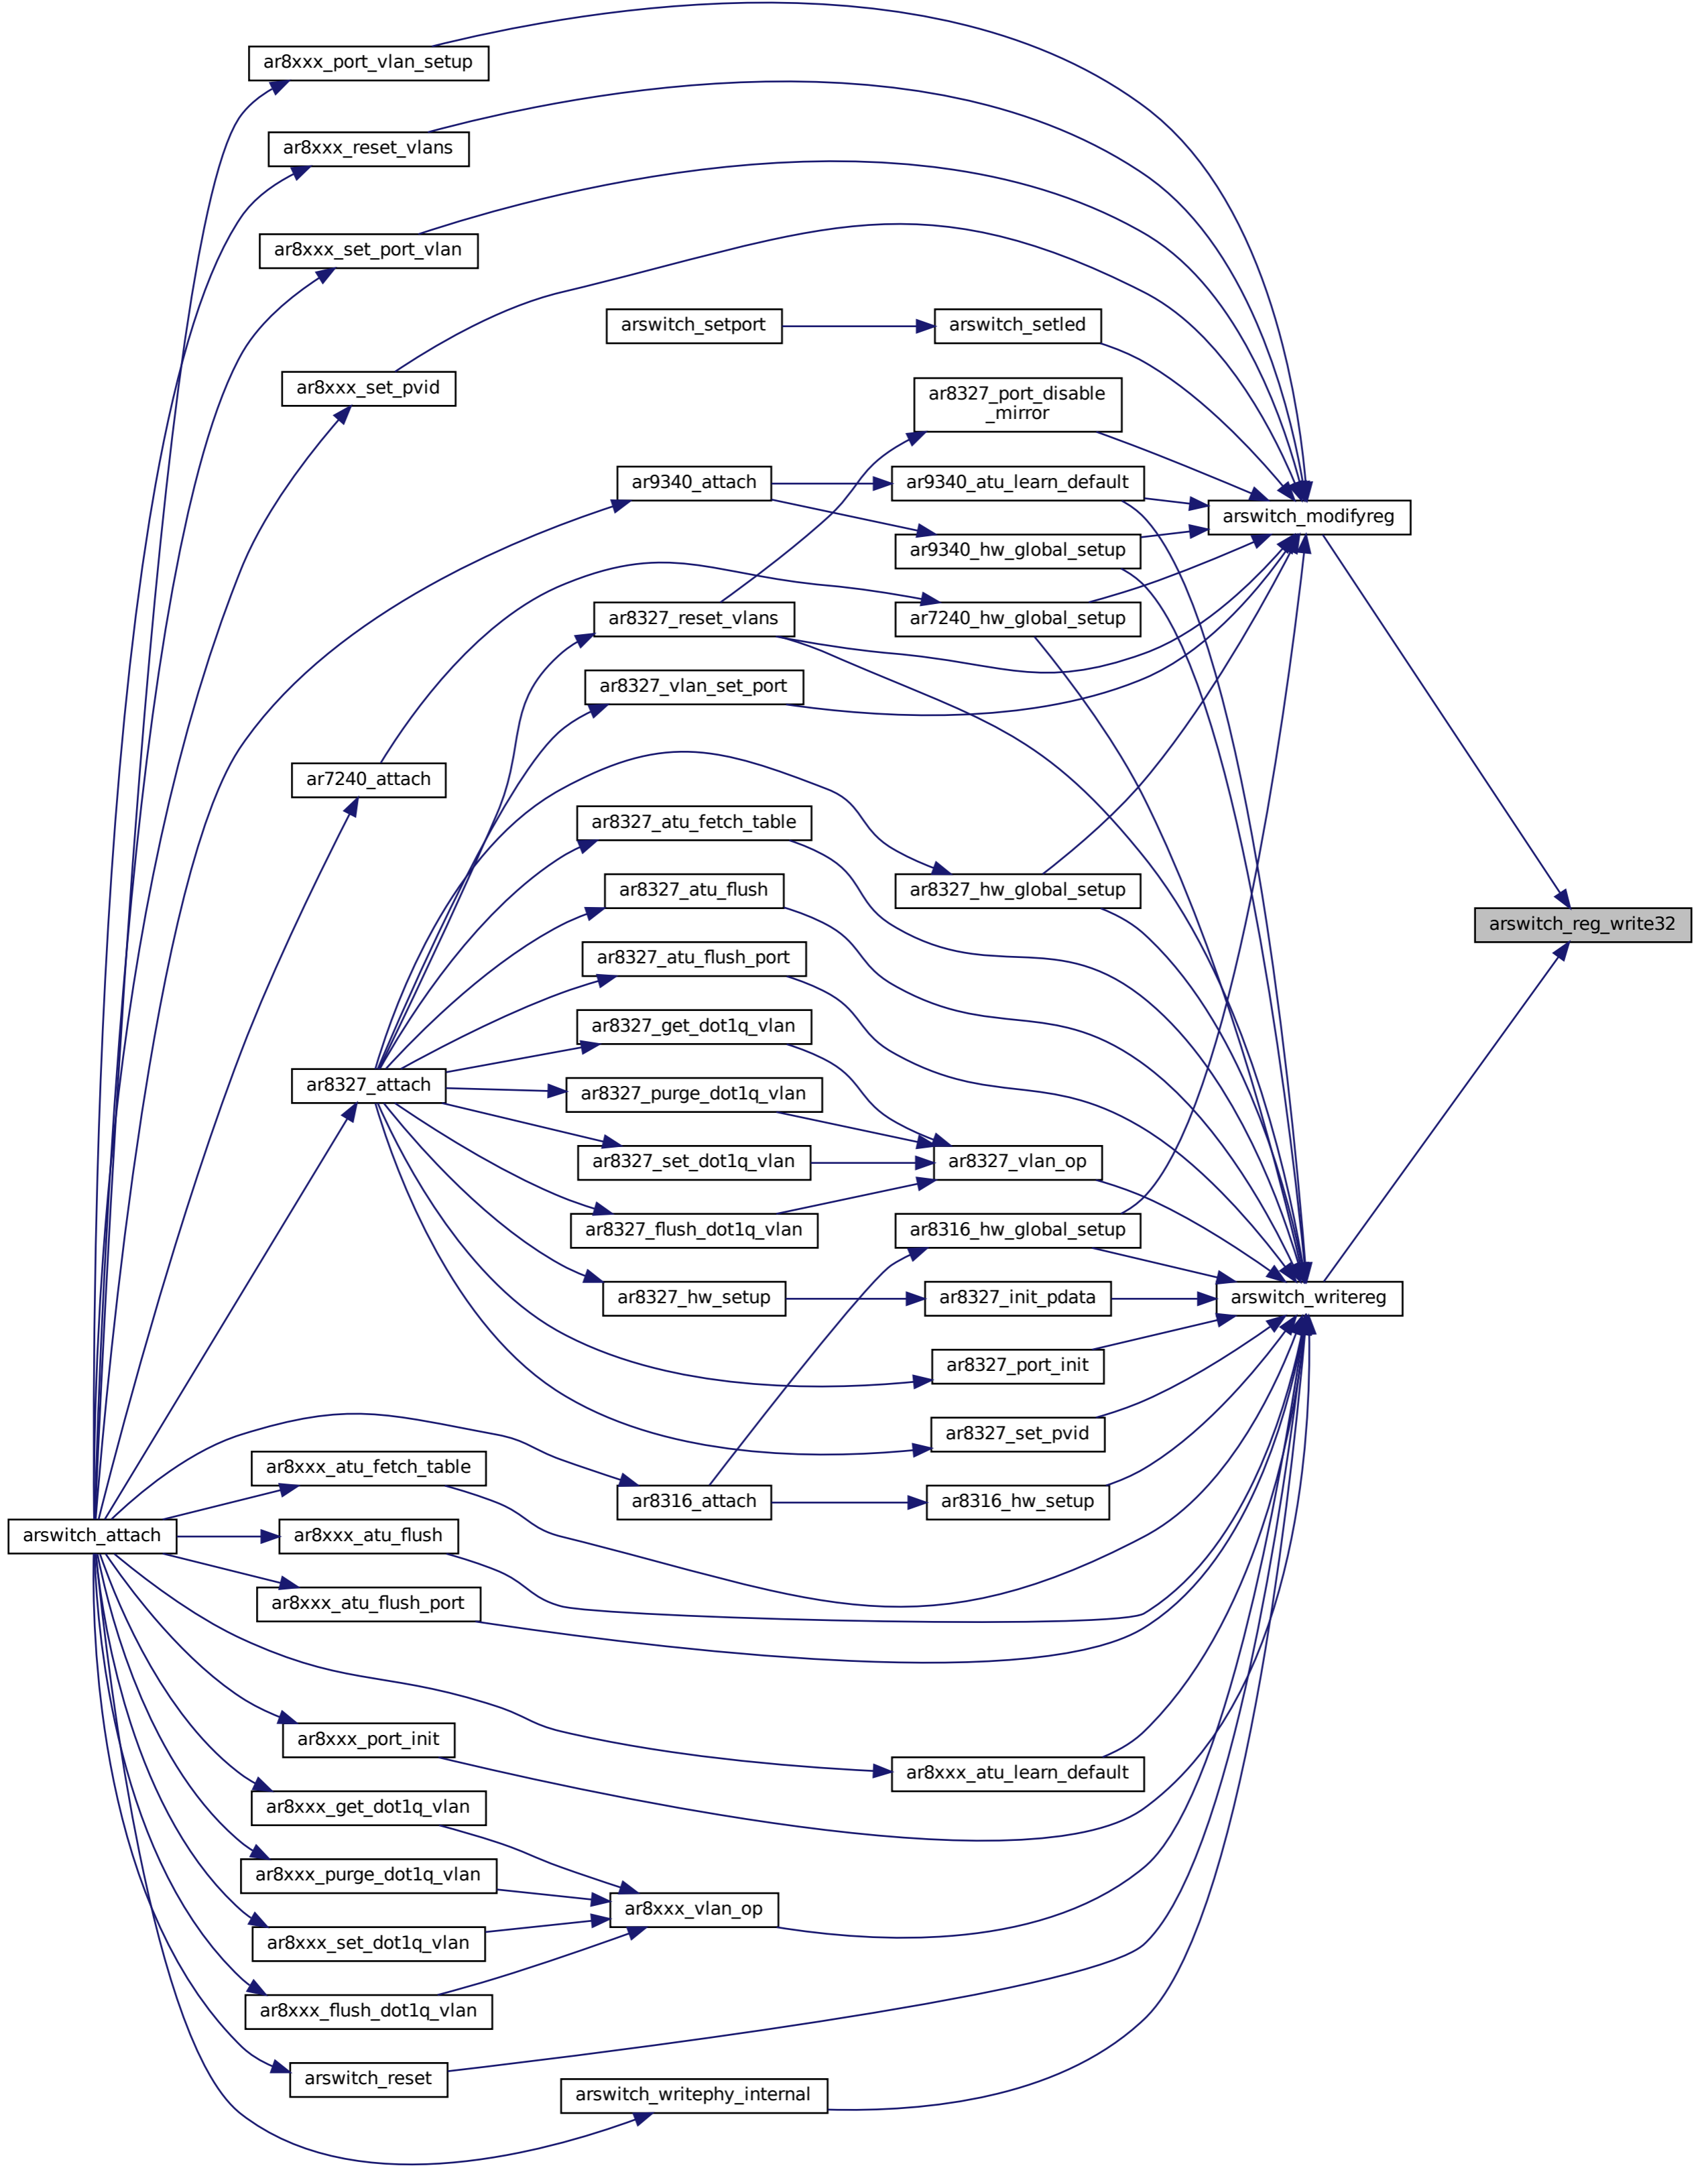 ar8xxx_port_vlan_setup
ar8xxx_reset_vlans
ar8xxx_set_port_vlan
arswitch_setport
arswitch_setled
ar8xxx_set_pvid
ar8327_port_disable
_mirror
ar9340_attach
ar9340_atu_learn_default
arswitch_modifyreg
ar9340_hw_global_setup
ar8327_reset_vlans
ar7240_hw_global_setup
ar8327_vlan_set_port
ar7240_attach
ar8327_atu_fetch_table
ar8327_atu_flush
ar8327_hw_global_setup
arswitch_reg_write32
ar8327_atu_flush_port
ar8327_get_dot1q_vlan
ar8327_attach
ar8327_purge_dot1q_vlan
ar8327_set_dot1q_vlan
ar8327_vlan_op
ar8327_flush_dot1q_vlan
ar8316_hw_global_setup
ar8327_hw_setup
ar8327_init_pdata
arswitch_writereg
ar8327_port_init
ar8327_set_pvid
ar8xxx_atu_fetch_table
ar8316_attach
ar8316_hw_setup
arswitch_attach
ar8xxx_atu_flush
ar8xxx_atu_flush_port
ar8xxx_port_init
ar8xxx_atu_learn_default
ar8xxx_get_dot1q_vlan
ar8xxx_purge_dot1q_vlan
ar8xxx_vlan_op
ar8xxx_set_dot1q_vlan
ar8xxx_flush_dot1q_vlan
arswitch_reset
arswitch_writephy_internal